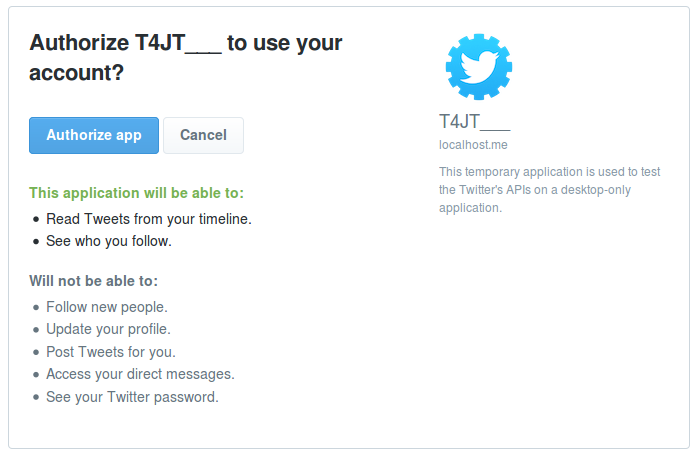 Authorize T4JT___ to use your
account?
Authorize app
Cancel
This application will be able to:
• Read Tweets from your timeline.
• See who you follow.
Will not be able to:
• Follow new people.
• Update your profile.
• Post Tweets for you.
• Access your direct messages.
• See your Twitter password.
T4JT___
localhost.me
This temporary application is used to test
the Twitter's APIs on a desktop-only
application.